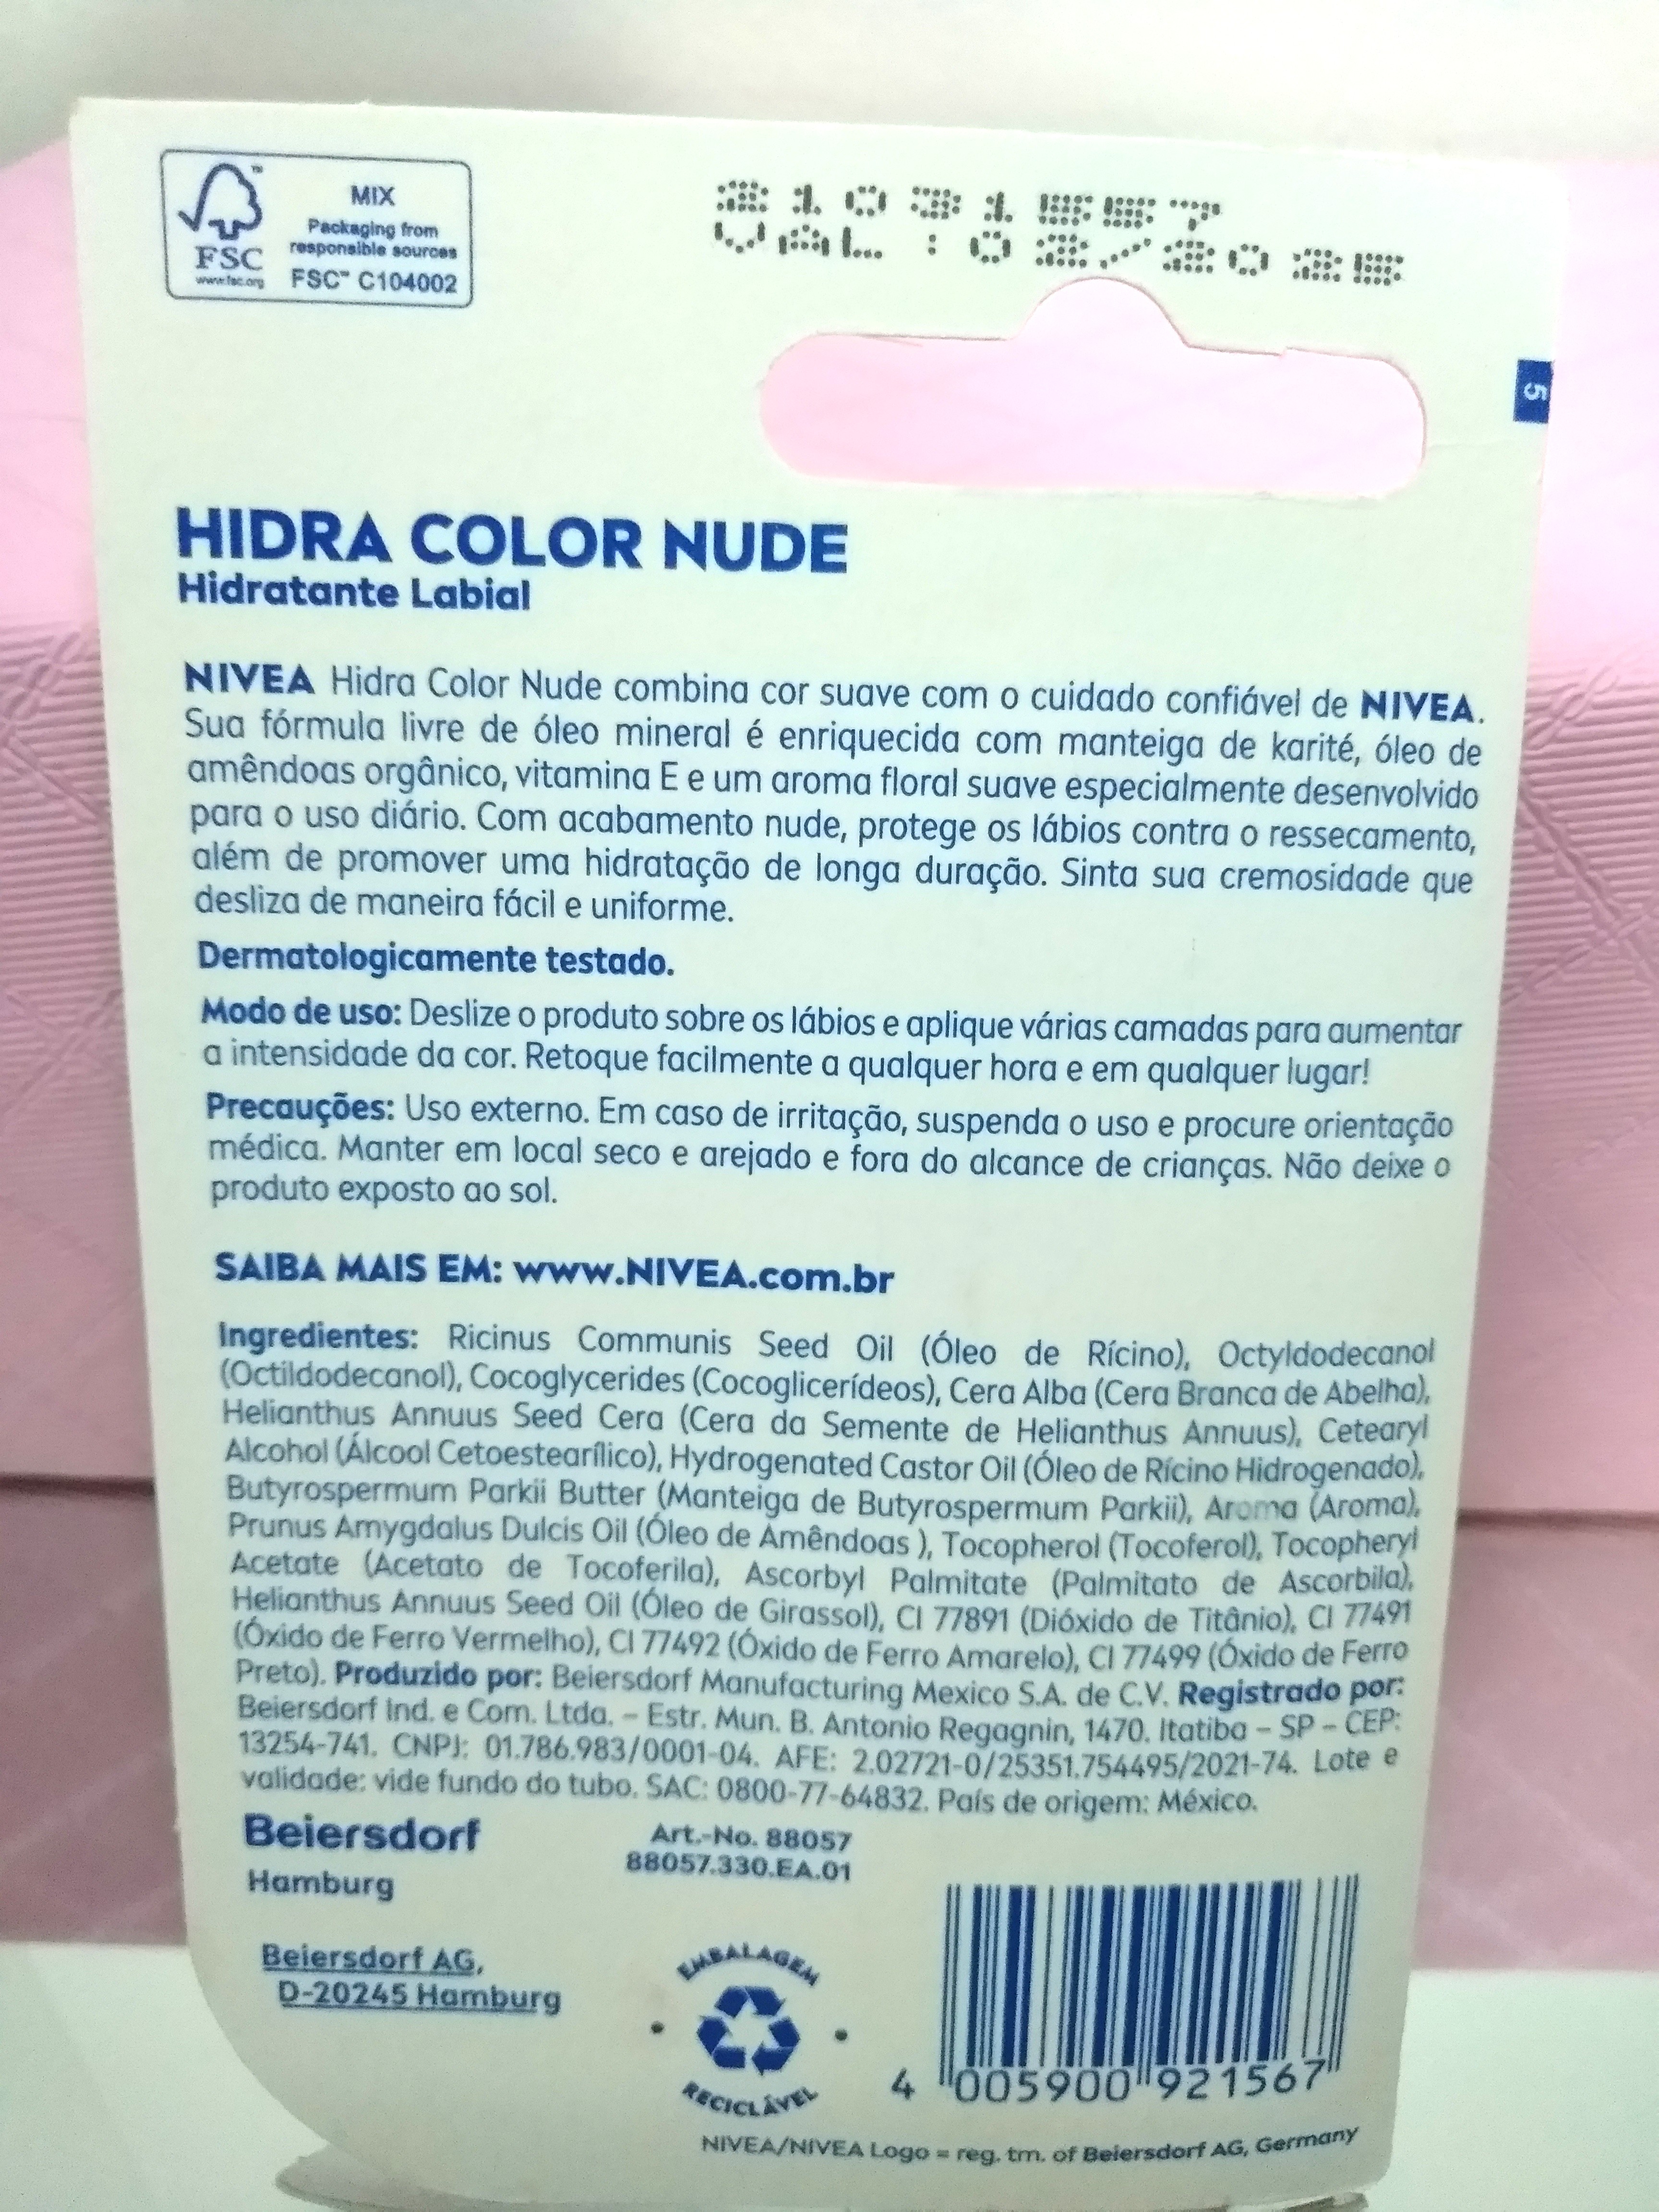 MIX
Packaging from
responsible sources
FSC™ C104002
FSC
www.fsc.org
21071557
VAL:02/2025
5
HIDRA COLOR NUDE
Hidratante Labial
NIVEA Hidra Color Nude combina cor suave com o cuidado confiável de NIVEA.
Sua fórmula livre de óleo mineral é enriquecida com manteiga de karité, óleo de
amêndoas orgânico, vitamina E e um aroma floral suave especialmente desenvolvido
para o uso diário. Com acabamento nude, protege os lábios contra o ressecamento,
além de promover uma hidratação de longa duração. Sinta sua cremosidade que
desliza de maneira fácil e uniforme.
Dermatologicamente testado.
Modo de uso: Deslize o produto sobre os lábios e aplique várias camadas para aumentar
a intensidade da cor. Retoque facilmente a qualquer hora e em qualquer lugar!
Precauções: Uso externo. Em caso de irritação, suspenda o uso e procure orientação
médica. Manter em local seco e arejado e fora do alcance de crianças. Não deixe o
produto exposto ao sol.
SAIBA MAIS EM: www.NIVEA.com.br
Ingredientes: Ricinus Communis Seed Oil (Óleo de Rícino), Octyldodecanol
(Octildodecanol), Cocoglycerides (Cocoglicerídeos), Cera Alba (Cera Branca de Abelha),
Helianthus Annuus Seed Cera (Cera da Semente de Helianthus Annuus), Cetearyl
Alcohol (Álcool Cetoestearílico), Hydrogenated Castor Oil (Óleo de Rícino Hidrogenado),
Butyrospermum Parkii Butter (Manteiga de Butyrospermum Parkii), Aroma (Aroma),
Prunus Amygdalus Dulcis Oil (Óleo de Amêndoas ), Tocopherol (Tocoferol), Tocopheryl
Acetate (Acetato de Tocoferila), Ascorbyl Palmitate (Palmitato de Ascorbila),
Helianthus Annuus Seed Oil (Óleo de Girassol), CI 77891 (Dióxido de Titânio), CI 77491
(Óxido de Ferro Vermelho), CI 77492 (Óxido de Ferro Amarelo), CI 77499 (Óxido de Ferro
Preto). Produzido por: Beiersdorf Manufacturing Mexico S.A. de C.V. Registrado por:
Beiersdorf Ind. e Com. Ltda. – Estr. Mun. B. Antonio Regagnin, 1470. Itatiba – SP – CEP:
13254-741. CNPJ: 01.786.983/0001-04. AFE: 2.02721-0/25351.754495/2021-74. Lote e
validade: vide fundo do tubo. SAC: 0800-77-64832. País de origem: México.
Beiersdorf
Hamburg
Art.-No. 88057
88057.330.EA.01
Beiersdorf AG,
D-20245 Hamburg
EMBALAGEM
RECICLÁVEL
4 005900 921567
NIVEA/NIVEA Logo = reg. tm. of Beiersdorf AG, Germany